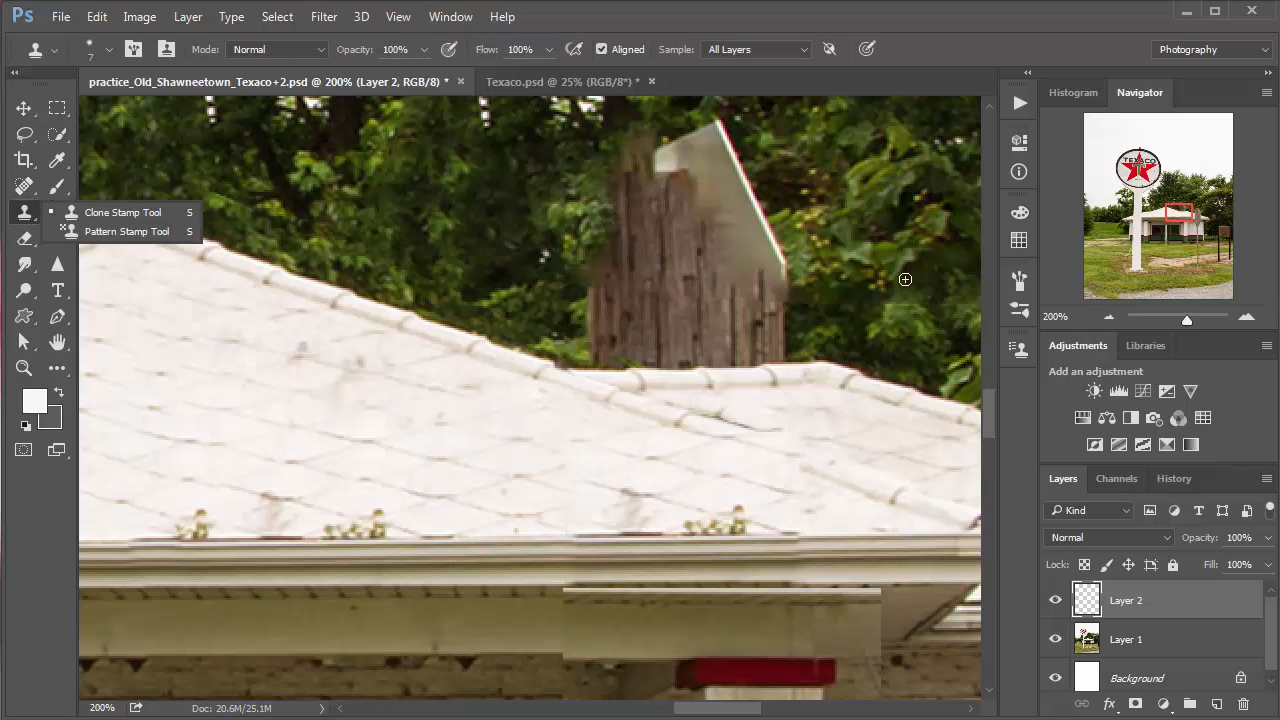 Ps File Edit Image Layer Type Select Filter 3D View Window Help
7 Mode: Normal Opacity: 100% Flow: 100% Aligned Sample: All Layers Photography
practice_Old_Shawneetown_Texaco+2.psd @ 200% (Layer 2, RGB/8) * × Texaco.psd @ 25% (RGB/8*) * ×
Histogram Navigator
TEXACO
Clone Stamp Tool S
Pattern Stamp Tool S
200%
Adjustments Libraries
Add an adjustment
Layers Channels History
Kind
Normal Opacity: 100%
Lock: Fill: 100%
Layer 2
Layer 1
Background
200% Doc: 20.6M/25.1M